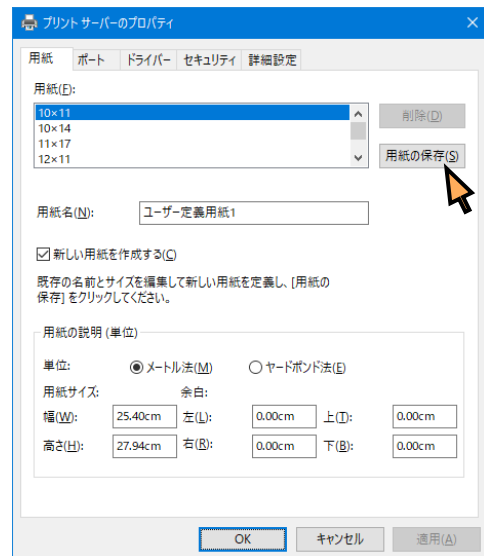 プリント サーバーのプロパティ
用紙 ポート ドライバー セキュリティ 詳細設定
用紙(F):
10×11
10×14
11×17
12×11
削除(D)
用紙の保存(S)
用紙名(N): ユーザー定義用紙1
新しい用紙を作成する(C)
既存の名前とサイズを編集して新しい用紙を定義し、[用紙の
保存] をクリックしてください。
用紙の説明 (単位)
単位: メートル法(M) ヤードポンド法(E)
用紙サイズ: 余白:
幅(W): 25.40cm 左(L): 0.00cm 上(T): 0.00cm
高さ(H): 27.94cm 右(R): 0.00cm 下(B): 0.00cm
OK キャンセル 適用(A)